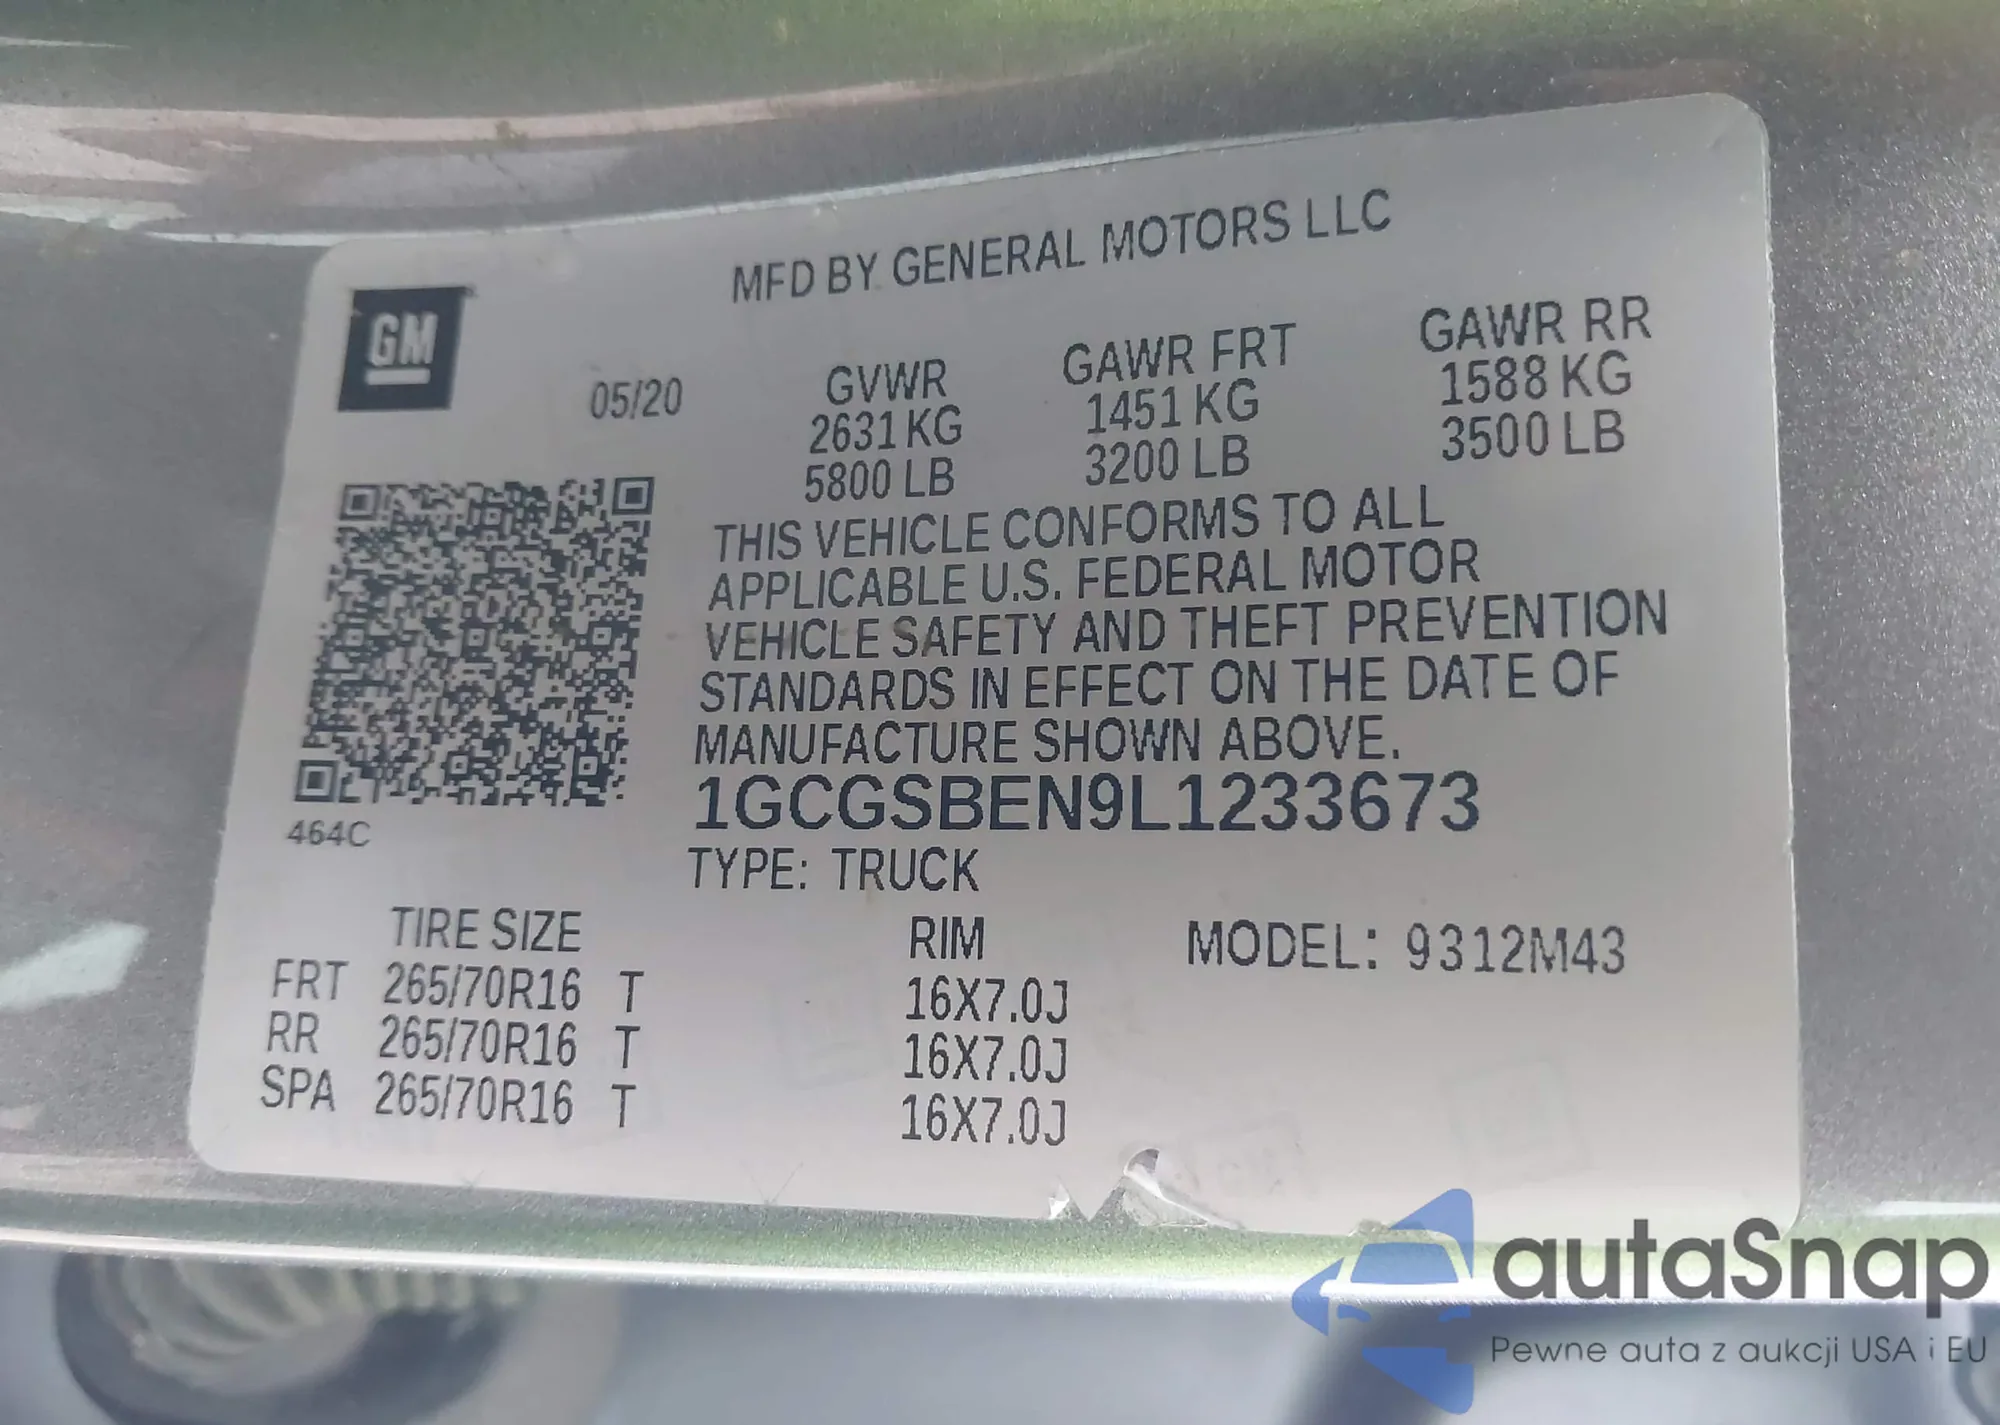 MFD BY GENERAL MOTORS LLC
GM
05/20
GVWR
2631 KG
5800 LB
GAWR FRT
1451 KG
3200 LB
GAWR RR
1588 KG
3500 LB
THIS VEHICLE CONFORMS TO ALL
APPLICABLE U.S. FEDERAL MOTOR
VEHICLE SAFETY AND THEFT PREVENTION
STANDARDS IN EFFECT ON THE DATE OF
MANUFACTURE SHOWN ABOVE.
1GCGSBEN9L1233673
464C
TYPE: TRUCK
TIRE SIZE
RIM
MODEL: 9312M43
FRT 265/70R16 T 16X7.0J
RR 265/70R16 T 16X7.0J
SPA 265/70R16 T 16X7.0J
autaSnap
Pewne auta z aukcji USA i EU